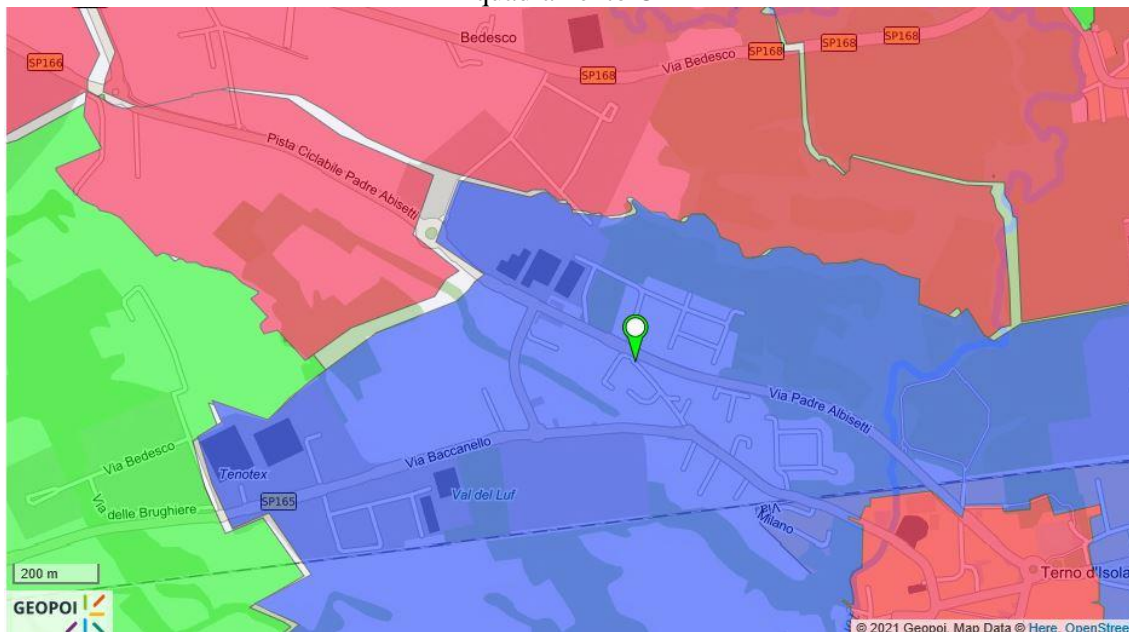 Bedesco
SP166
SP168
Via Bedesco
SP168
SP168
SP168
Pista Ciclabile Padre Abisetti
Via Padre Albisetti
Via Baccanello
Via Bedesco
Tenotex
Val del Luf
SP165
Via delle Brughiere
Via
Milano
Terno d'Isola
200 m
GEOPOI
© 2021 Geopoi, Map Data © Here, OpenStree